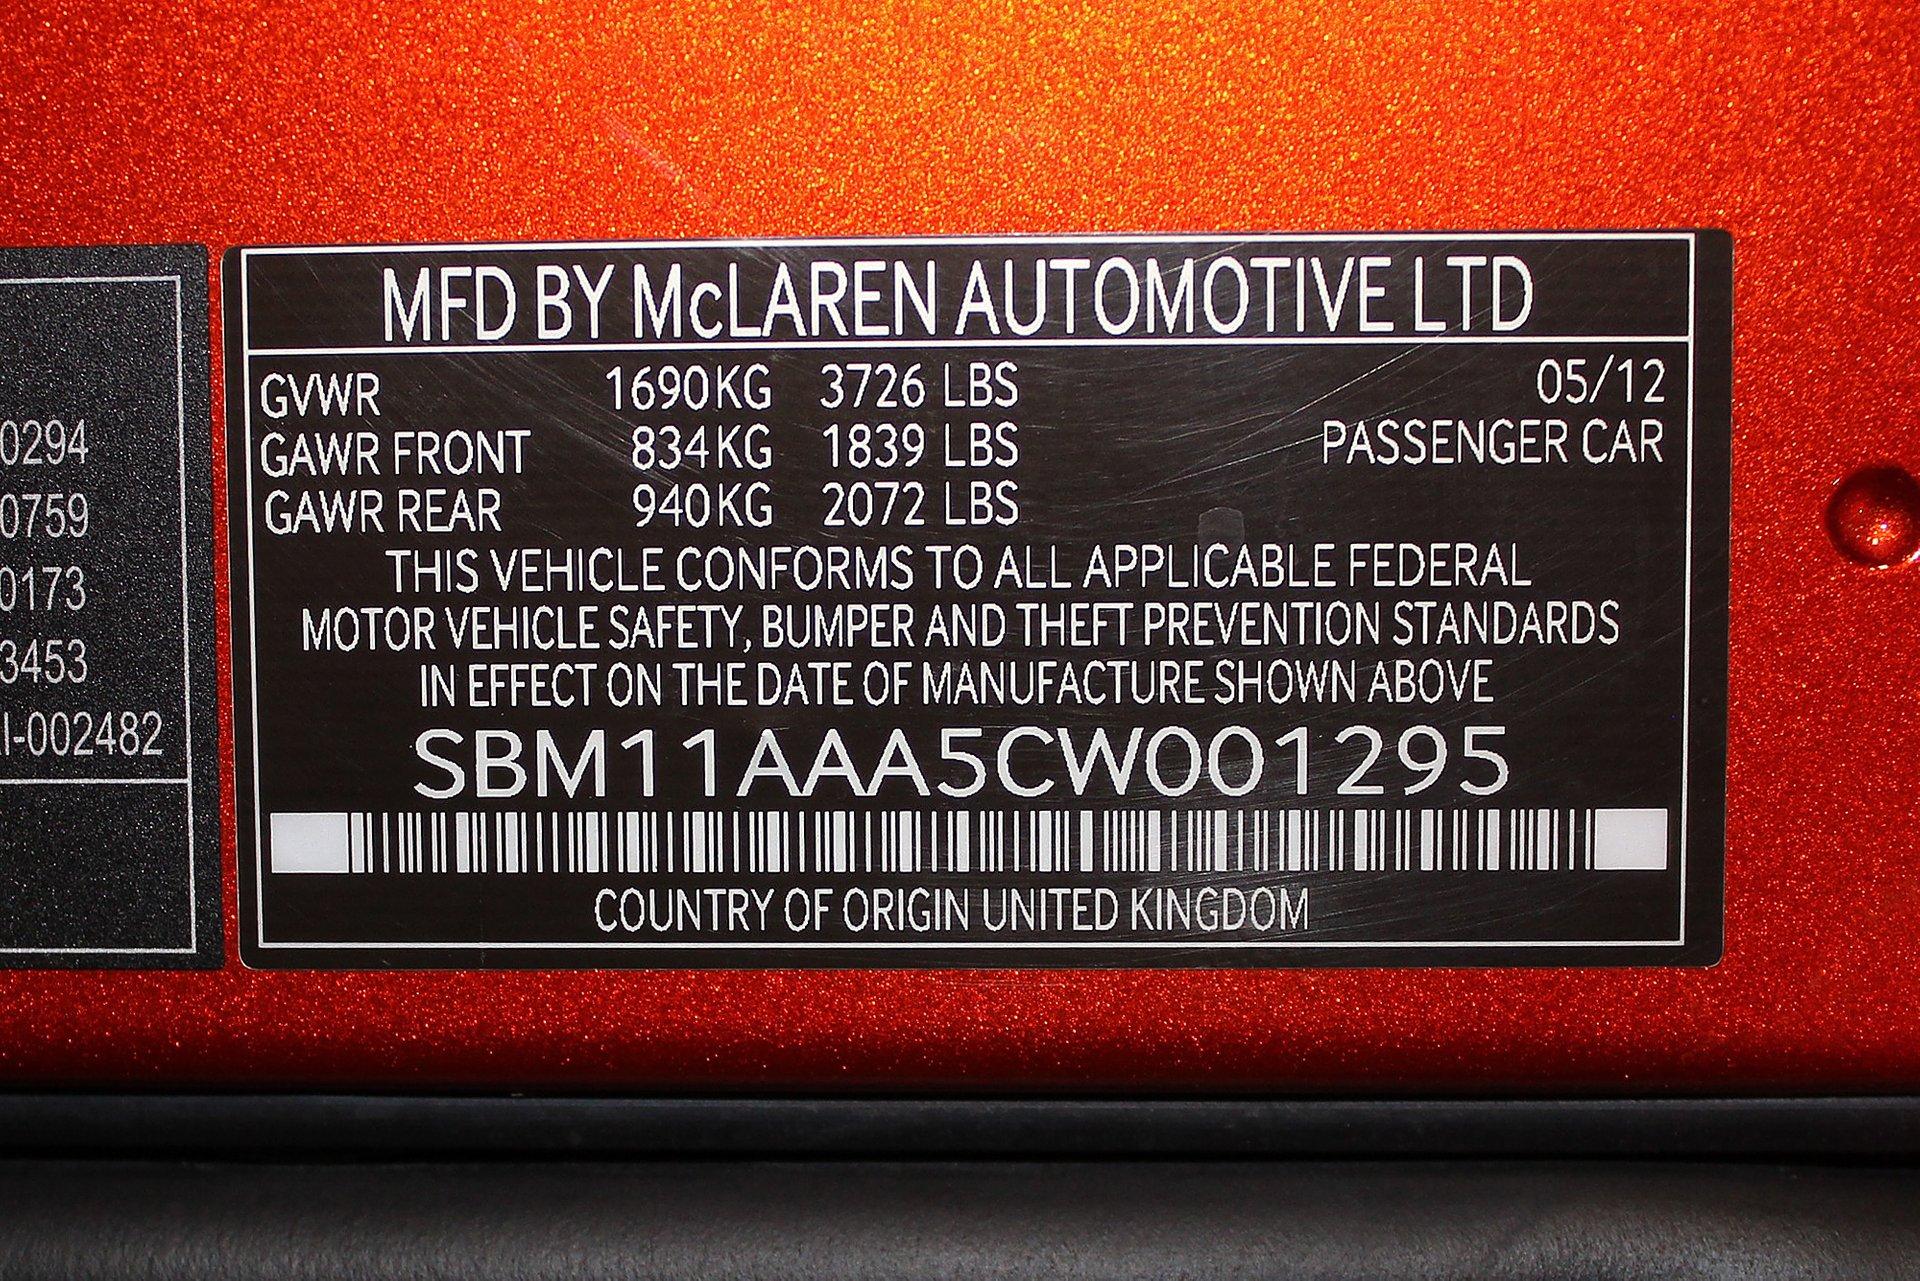 0294
0759
0173
3453
I-002482
MFD BY McLAREN AUTOMOTIVE LTD
GVWR 1690KG 3726 LBS 05/12
GAWR FRONT 834KG 1839 LBS PASSENGER CAR
GAWR REAR 940KG 2072 LBS
THIS VEHICLE CONFORMS TO ALL APPLICABLE FEDERAL
MOTOR VEHICLE SAFETY, BUMPER AND THEFT PREVENTION STANDARDS
IN EFFECT ON THE DATE OF MANUFACTURE SHOWN ABOVE
SBM11AAA5CW001295
COUNTRY OF ORIGIN UNITED KINGDOM